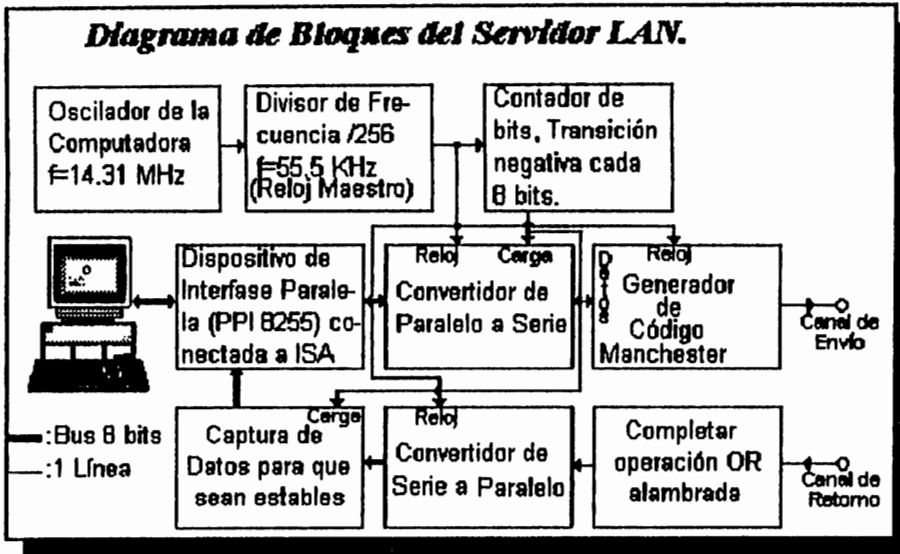 Diagrama de Bloques del Servidor LAN.
Oscilador de la
Computadora
f=14.31 MHz
Divisor de Fre-
cuencia /256
f=55.5 KHz
(Reloj Maestro)
Contador de
bits, Transición
negativa cada
8 bits.
Dispositivo de
Interfase Parale-
la (PPI 8255) co-
nectada a ISA
Reloj
Carga
Convertidor de
Paralelo a Serie
Datos
Reloj
Generador
de
Código
Manchester
Canal de
Envío
:Bus 8 bits
:1 Línea
Carga
Captura de
Datos para que
sean estables
Reloj
Convertidor de
Serie a Paralelo
Completar
operación OR
alambrada
Canal de
Retorno